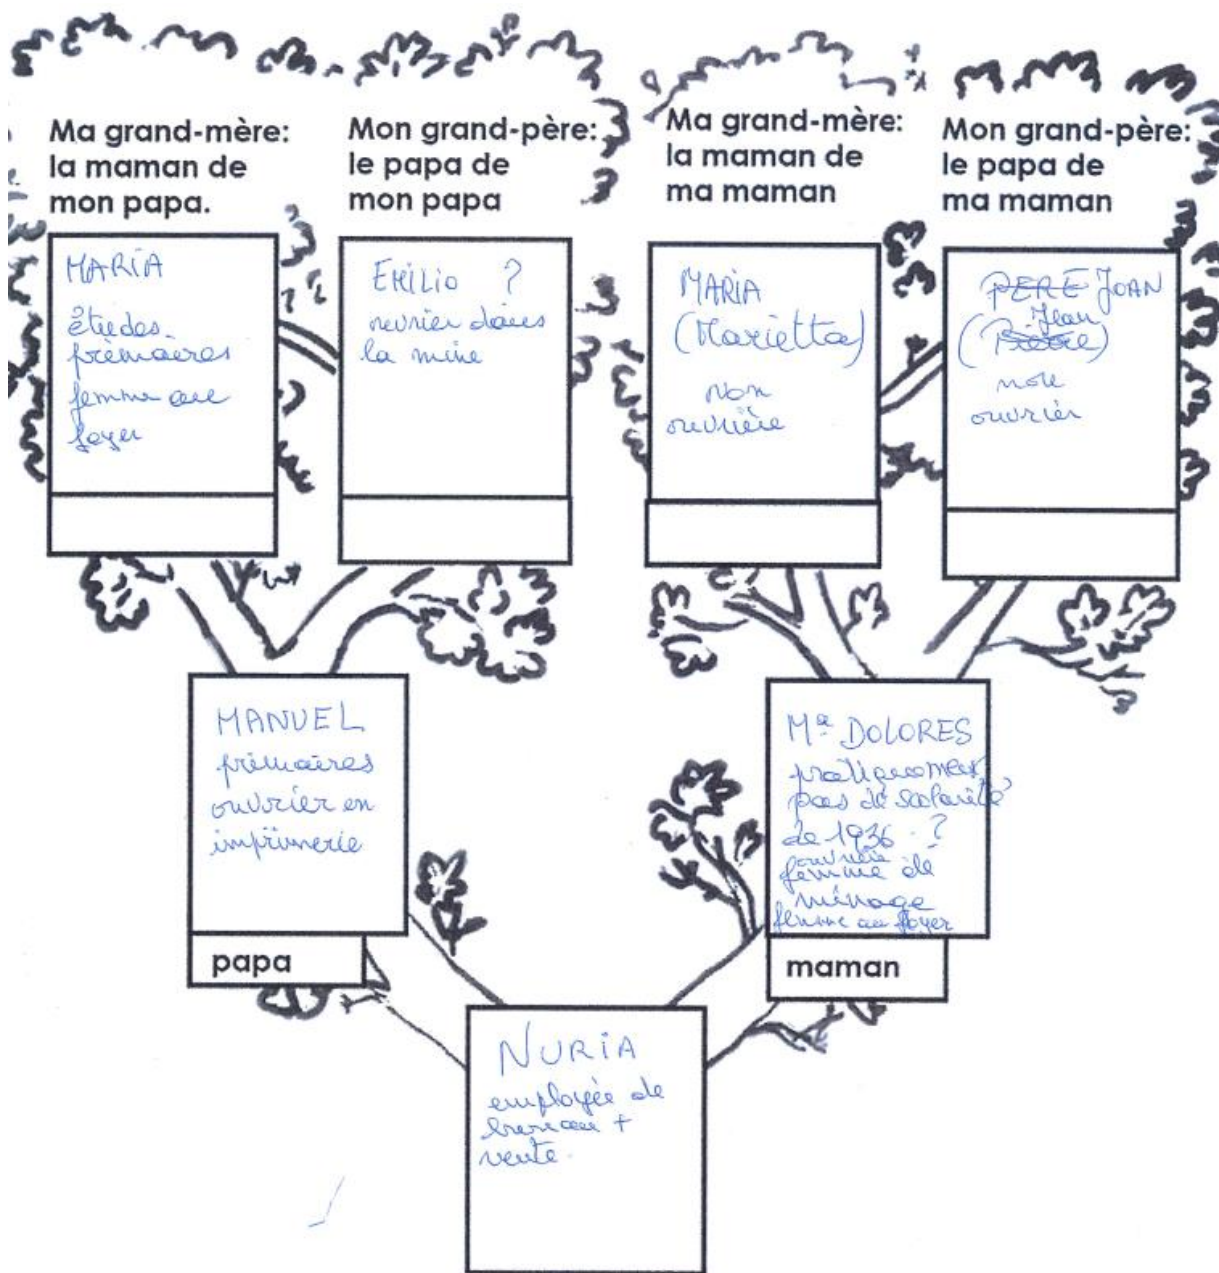 Ma grand-mère:
la maman de
mon papa.
Mon grand-père:
le papa de
mon papa
Ma grand-mère:
la maman de
ma maman
Mon grand-père:
le papa de
ma maman
MARIA
études
primaires
femme au
foyer
EMILIO ?
ouvrier dans
la mine
MARIA
(Marietta)
non
ouvrière
PERE JOAN
Jean
(Pierre)
non
ouvrier
MANUEL
primaires
ouvrier en
imprimerie
papa
Mª DOLORES
pratiquement
pas de scolarité
de 1936 ?
ouvrière
femme de
ménage
femme au foyer
maman
NURIA
employée de
bureau +
vente